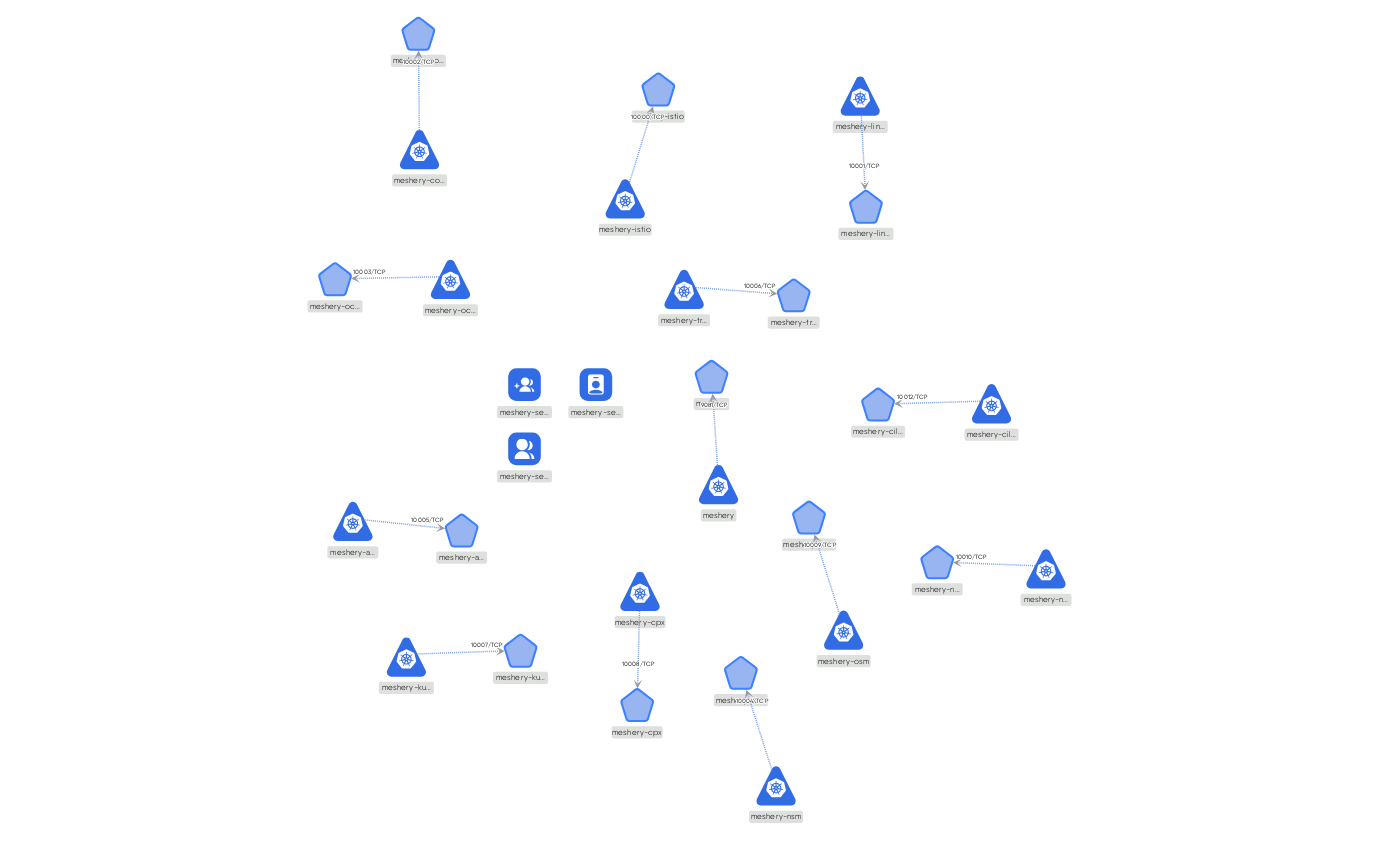 10002/TCP
meshery-co...
10000/TCP
-istio
meshery-istio
meshery-lin...
10001/TCP
meshery-lin...
10003/TCP
meshery-oc...
meshery-oc...
10006/TCP
meshery-tr...
meshery-tr...
meshery-se...
meshery-se...
meshery-se...
9081/TCP
meshery
10012/TCP
meshery-cil...
meshery-cil...
10005/TCP
meshery-a...
meshery-a...
10009/TCP
meshery-osm
10010/TCP
meshery-n...
meshery-n...
meshery-cpx
10008/TCP
meshery-cpx
10007/TCP
meshery-ku...
meshery-ku...
10004/TCP
meshery-nsm